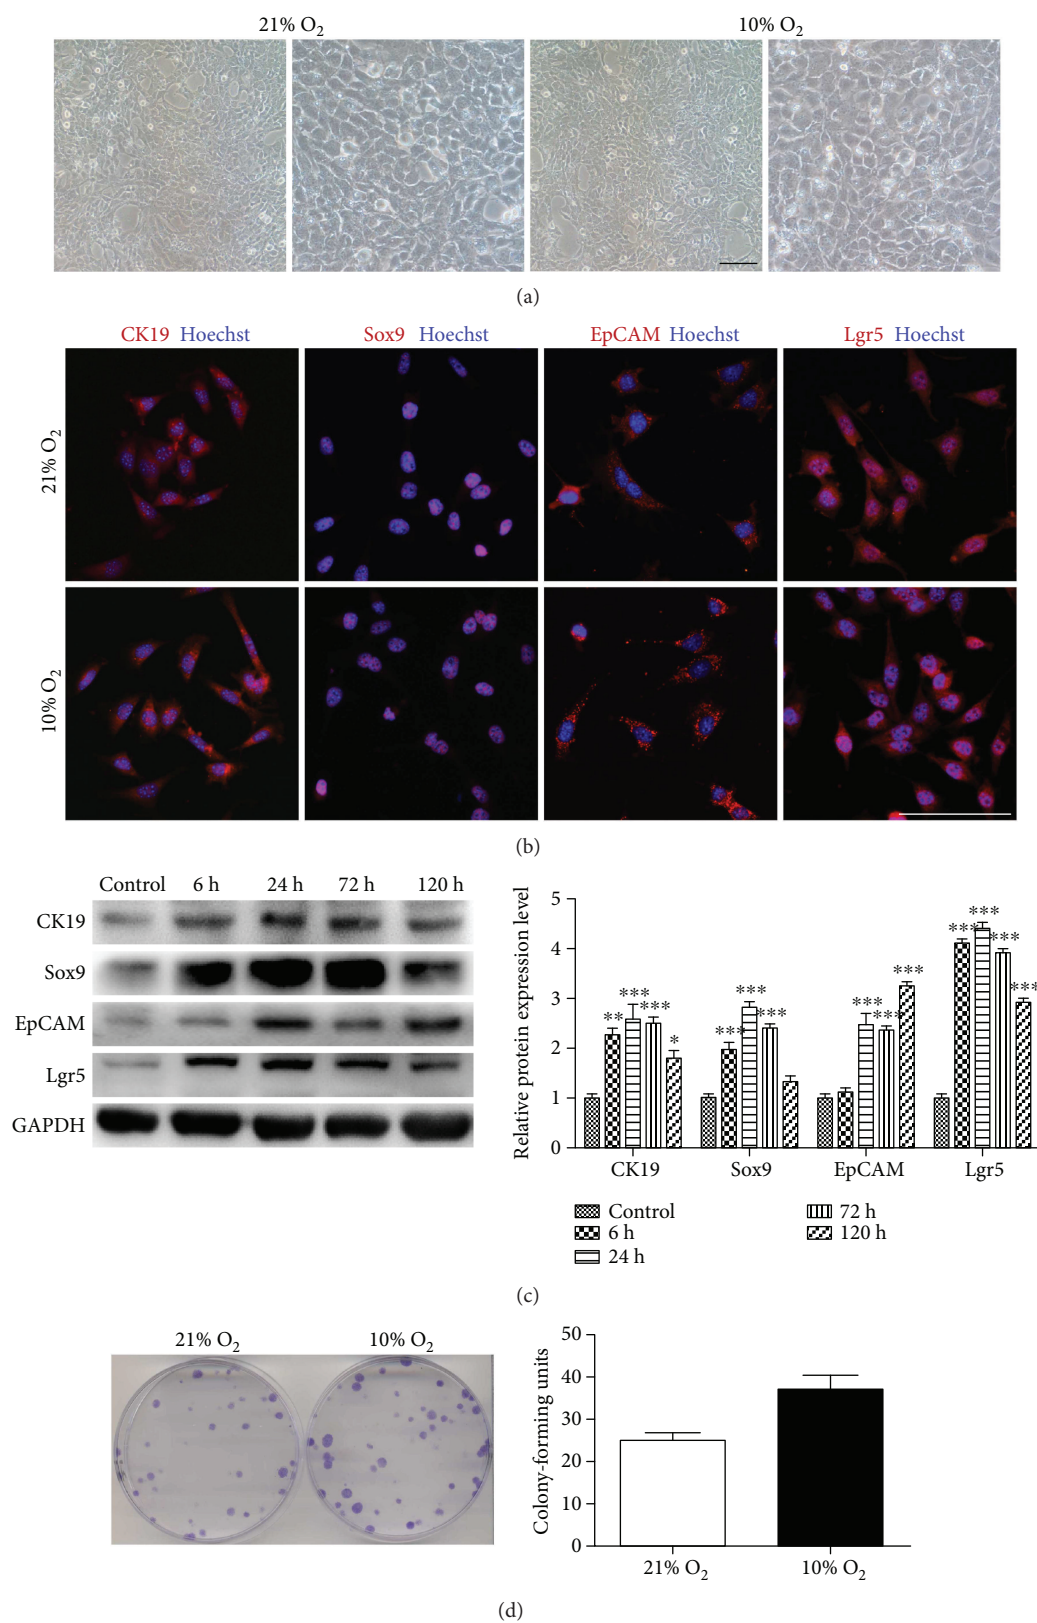 21% O₂ 10% O₂
(a)
CK19 Hoechst Sox9 Hoechst EpCAM Hoechst Lgr5 Hoechst
21% O₂
10% O₂
(b)
Control 6 h 24 h 72 h 120 h
CK19
Sox9
EpCAM
Lgr5
GAPDH
Relative protein expression level
5
4
3
2
1
0
** *** *** *
*** *** ***
*** *** ***
*** *** *** ***
CK19 Sox9 EpCAM Lgr5
Control 72 h
6 h 120 h
24 h
(c)
21% O₂ 10% O₂
Colony-forming units
50
40
30
20
10
0
21% O₂ 10% O₂
(d)